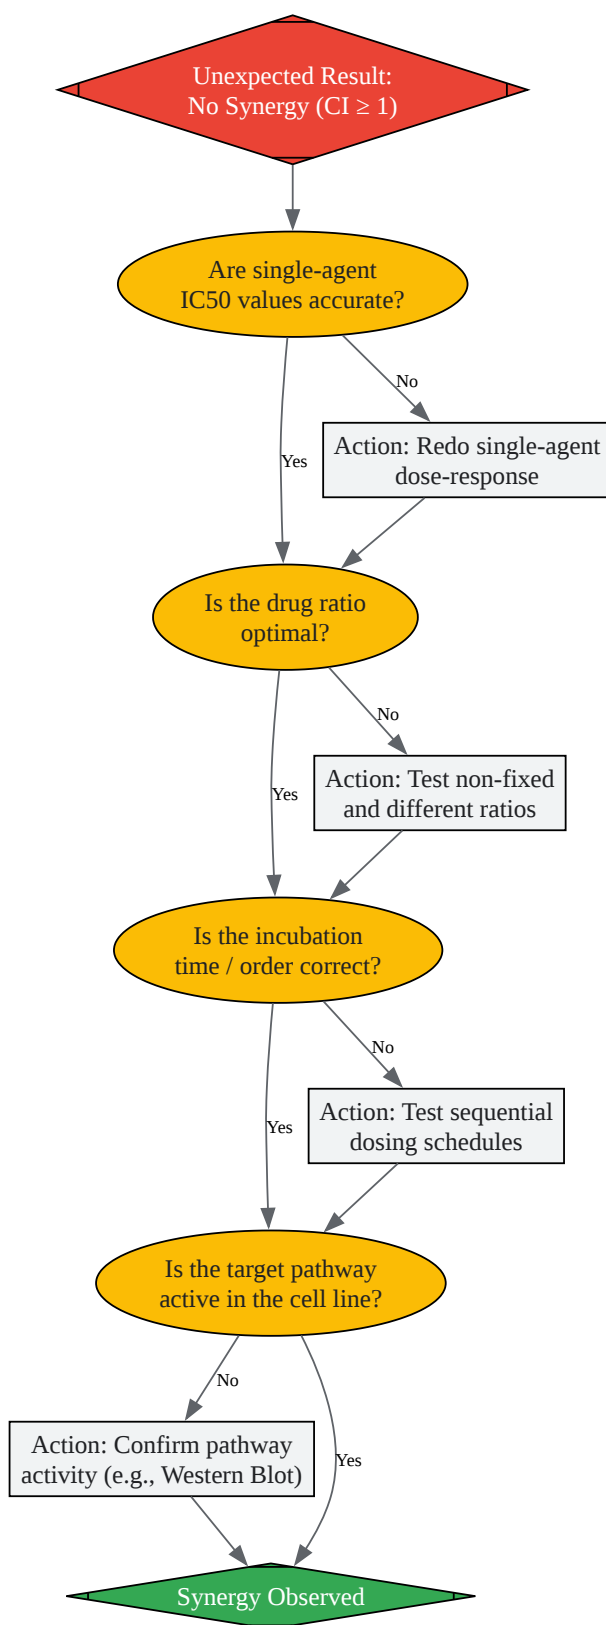 Unexpected Result:
No Synergy (CI ≥ 1)
Are single-agent
IC50 values accurate?
No
Yes
Action: Redo single-agent
dose-response
Is the drug ratio
optimal?
No
Yes
Action: Test non-fixed
and different ratios
Is the incubation
time / order correct?
No
Yes
Action: Test sequential
dosing schedules
Is the target pathway
active in the cell line?
No
Action: Confirm pathway
activity (e.g., Western Blot)
Yes
Synergy Observed